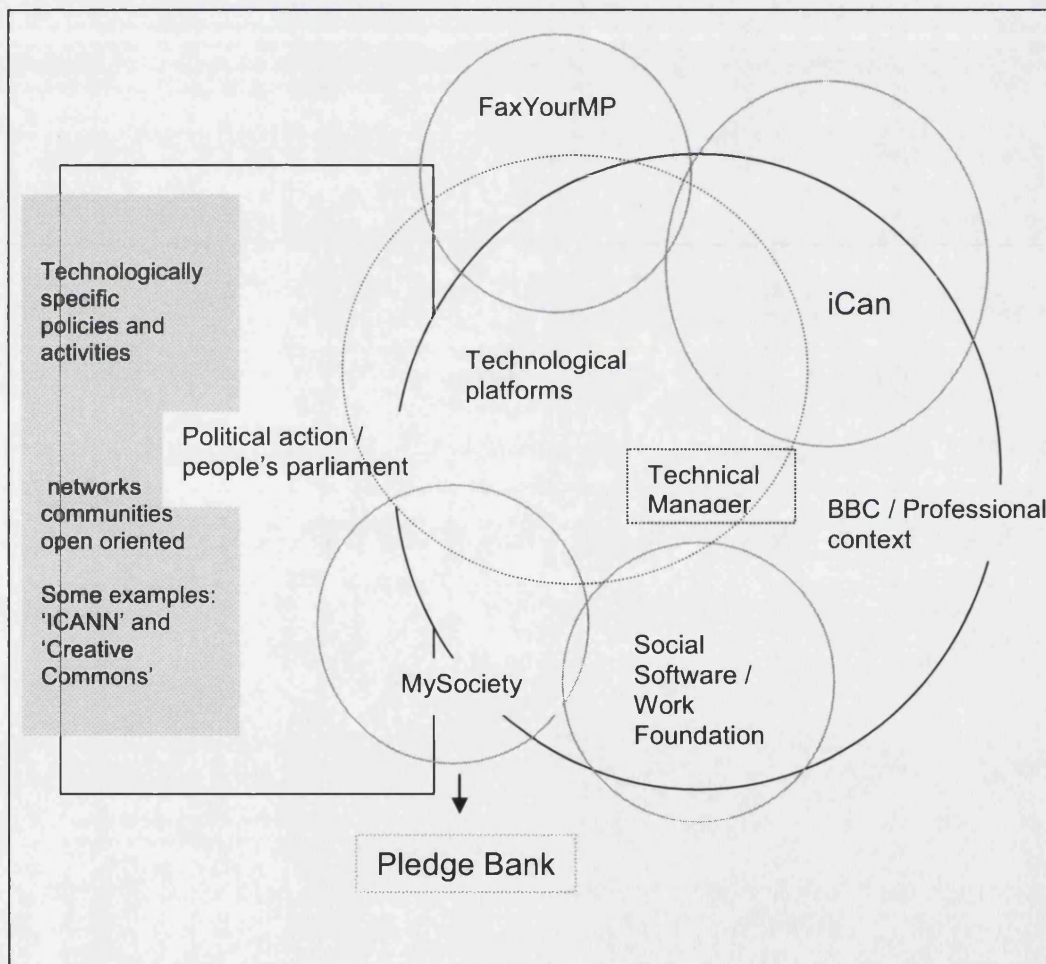 FaxYourMP
Technologically
specific
policies and
activities
iCan
Technological
platforms
Political action /
people's parliament
Technical
Manager
networks
communities
open oriented
BBC / Professional
context
Some examples:
'ICANN' and
'Creative
Commons'
Social
Software /
Work
Foundation
MySociety
Pledge Bank